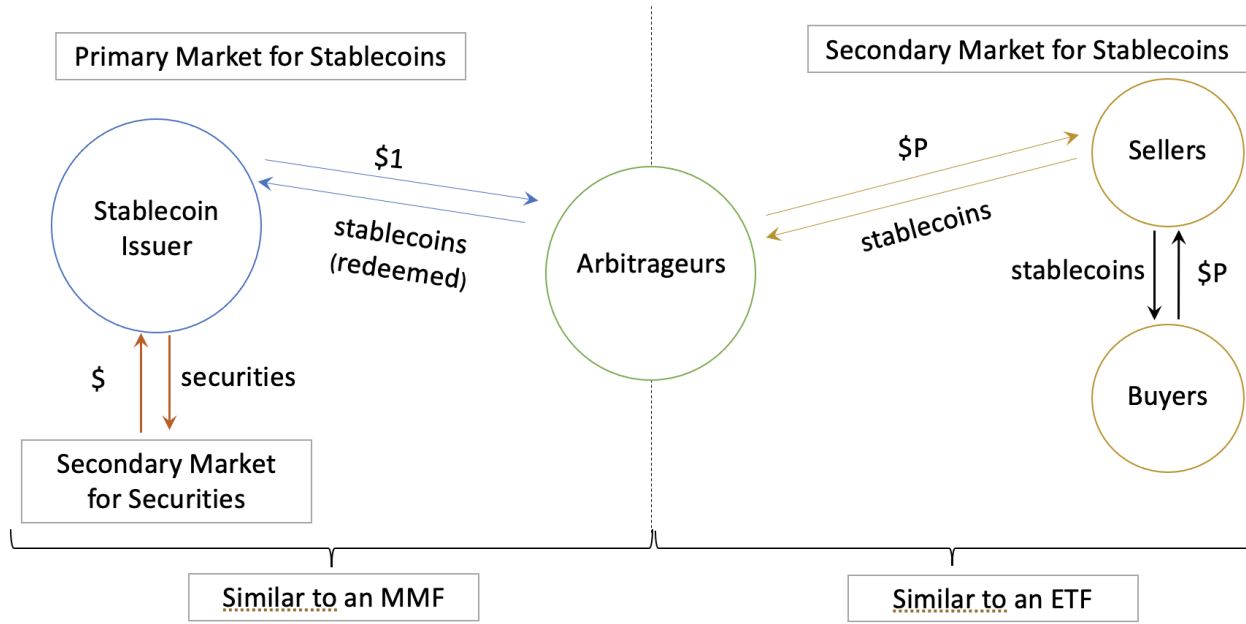 Primary Market for Stablecoins
Secondary Market for Stablecoins
Stablecoin
Issuer
$1
stablecoins
(redeemed)
Arbitrageurs
$P
stablecoins
Sellers
stablecoins
$P
Buyers
$
securities
Secondary Market
for Securities
Similar to an MMF
Similar to an ETF